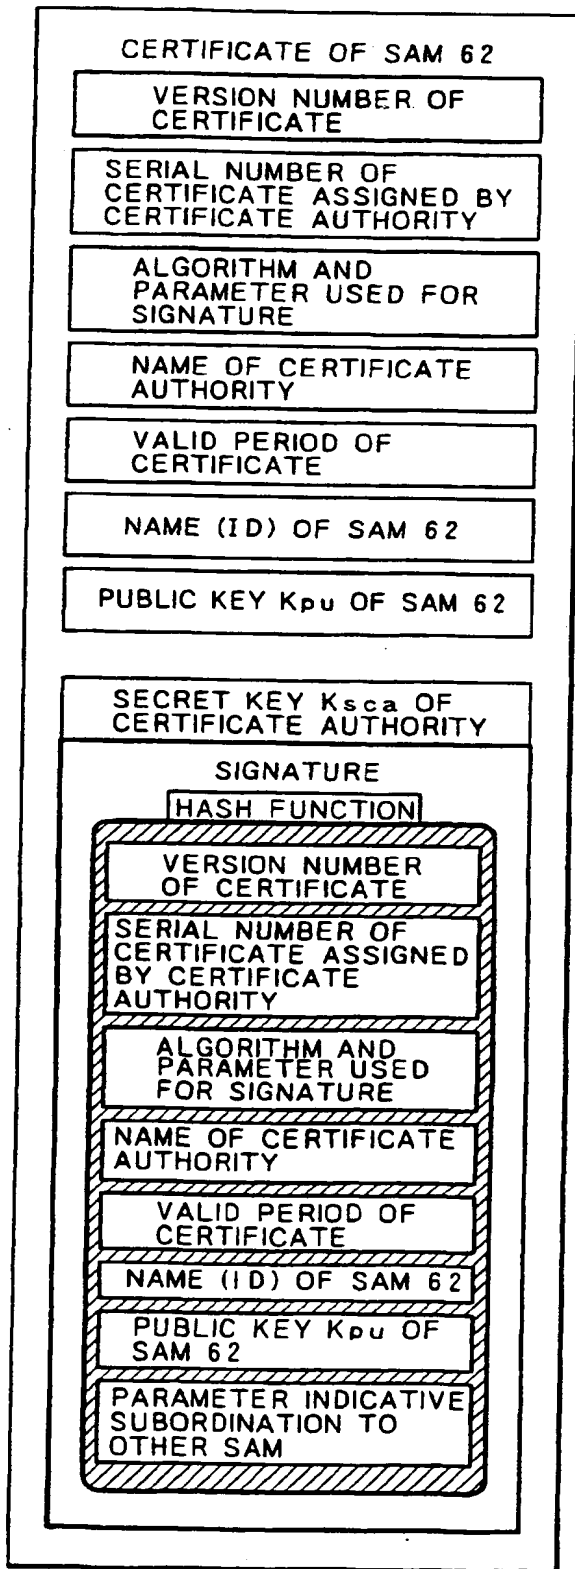 CERTIFICATE OF SAM 62
VERSION NUMBER OF
CERTIFICATE
SERIAL NUMBER OF
CERTIFICATE ASSIGNED BY
CERTIFICATE AUTHORITY
ALGORITHM AND
PARAMETER USED FOR
SIGNATURE
NAME OF CERTIFICATE
AUTHORITY
VALID PERIOD OF
CERTIFICATE
NAME (ID) OF SAM 62
PUBLIC KEY Kpu OF SAM 62
SECRET KEY Ksca OF
CERTIFICATE AUTHORITY
SIGNATURE
HASH FUNCTION
VERSION NUMBER
OF CERTIFICATE
SERIAL NUMBER OF
CERTIFICATE ASSIGNED
BY CERTIFICATE
AUTHORITY
ALGORITHM AND
PARAMETER USED
FOR SIGNATURE
NAME OF CERTIFICATE
AUTHORITY
VALID PERIOD OF
CERTIFICATE
NAME (ID) OF SAM 62
PUBLIC KEY Kpu OF
SAM 62
PARAMETER INDICATIVE
SUBORDINATION TO
OTHER SAM